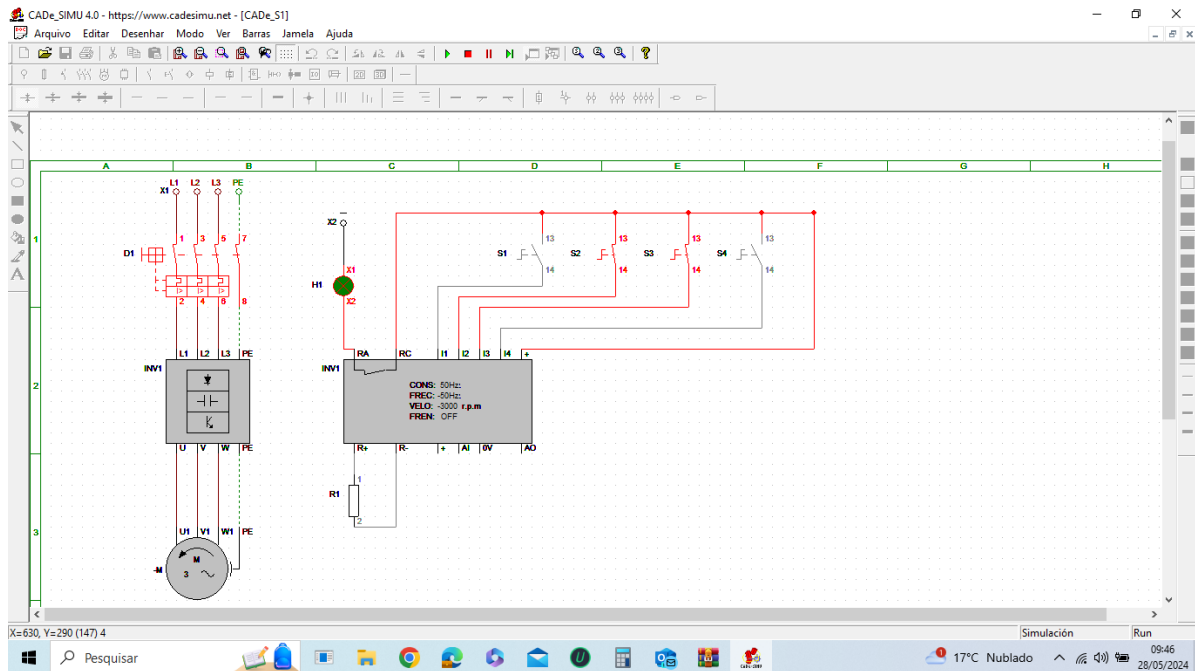 CADe_SIMU 4.0 - https://www.cadesimu.net - [CADe_S1]
Arquivo Editar Desenhar Modo Ver Barras Jamela Ajuda
A B C D E F G H
L1 L2 L3 PE
X1
X2
1
1 3 5 7
D1
I> I> I>
2 4 6 8
H1
X1
X2
S1 13 14
S2 13 14
S3 13 14
S4 13 14
L1 L2 L3 PE
RA RC I1 I2 I3 I4 +
INV1
INV1
2
CONS: 50Hz:
FREC: -50Hz:
VELO: -3000 r.p.m
FREN: OFF
U V W PE
R+ R- + AI 0V AO
R1
1
2
3
U1 V1 W1 PE
-M
M
3
X=630, Y=290 (147) 4
Simulación
Run
Pesquisar
17°C Nublado
09:46
28/05/2024